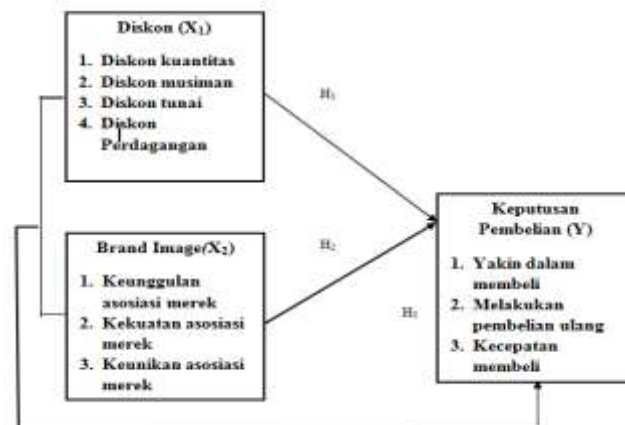 Diskon (X₁)
1. Diskon kuantitas
2. Diskon musiman
3. Diskon tunai
4. Diskon
Perdagangan
H₁
Brand Image(X₂)
1. Keunggulan
asosiasi merek
2. Kekuatan asosiasi
merek
3. Keunikan asosiasi
merek
H₂
H₃
Keputusan
Pembelian (Y)
1. Yakin dalam
membeli
2. Melakukan
pembelian ulang
3. Kecepatan
membeli